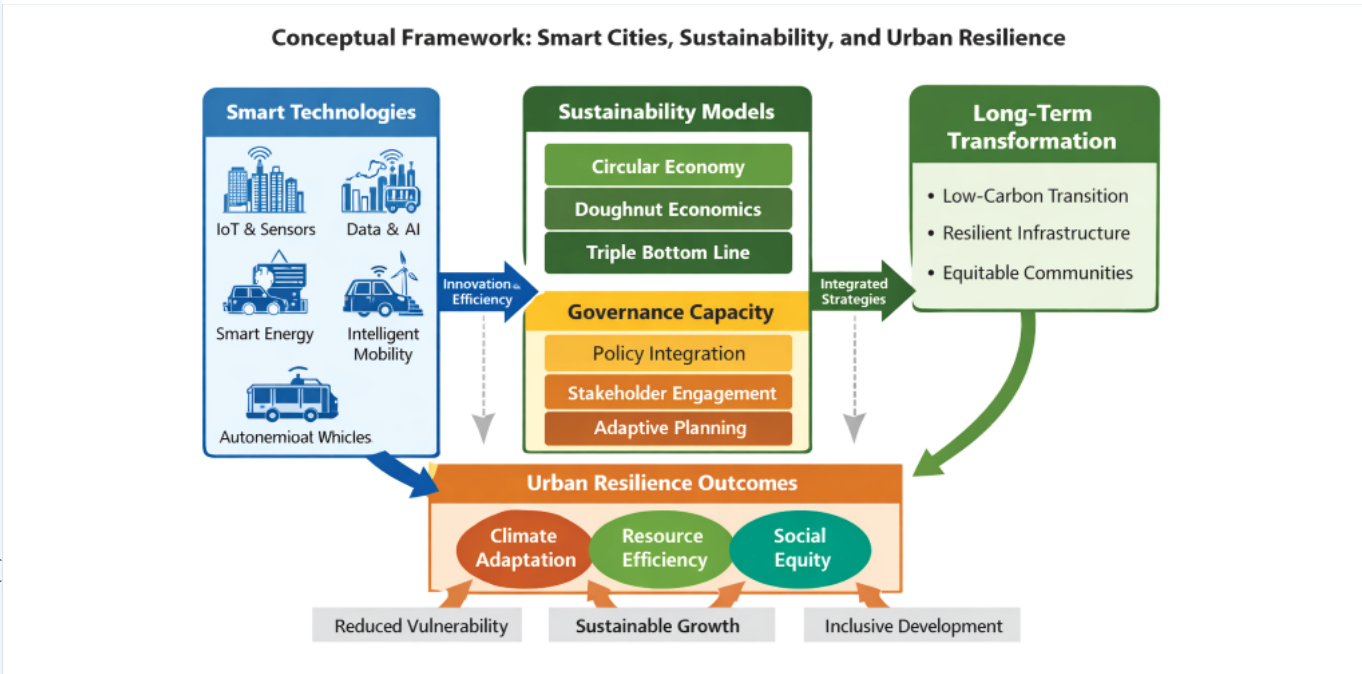 Conceptual Framework: Smart Cities, Sustainability, and Urban Resilience
Smart Technologies
IoT & Sensors
Data & AI
Smart Energy
Intelligent
Mobility
Autonemioat Whicles
Innovation
Efficiency
Sustainability Models
Circular Economy
Doughnut Economics
Triple Bottom Line
Governance Capacity
Policy Integration
Stakeholder Engagement
Adaptive Planning
Integrated
Strategies
Long-Term
Transformation
• Low-Carbon Transition
• Resilient Infrastructure
• Equitable Communities
Urban Resilience Outcomes
Climate
Adaptation
Resource
Efficiency
Social
Equity
Reduced Vulnerability
Sustainable Growth
Inclusive Development